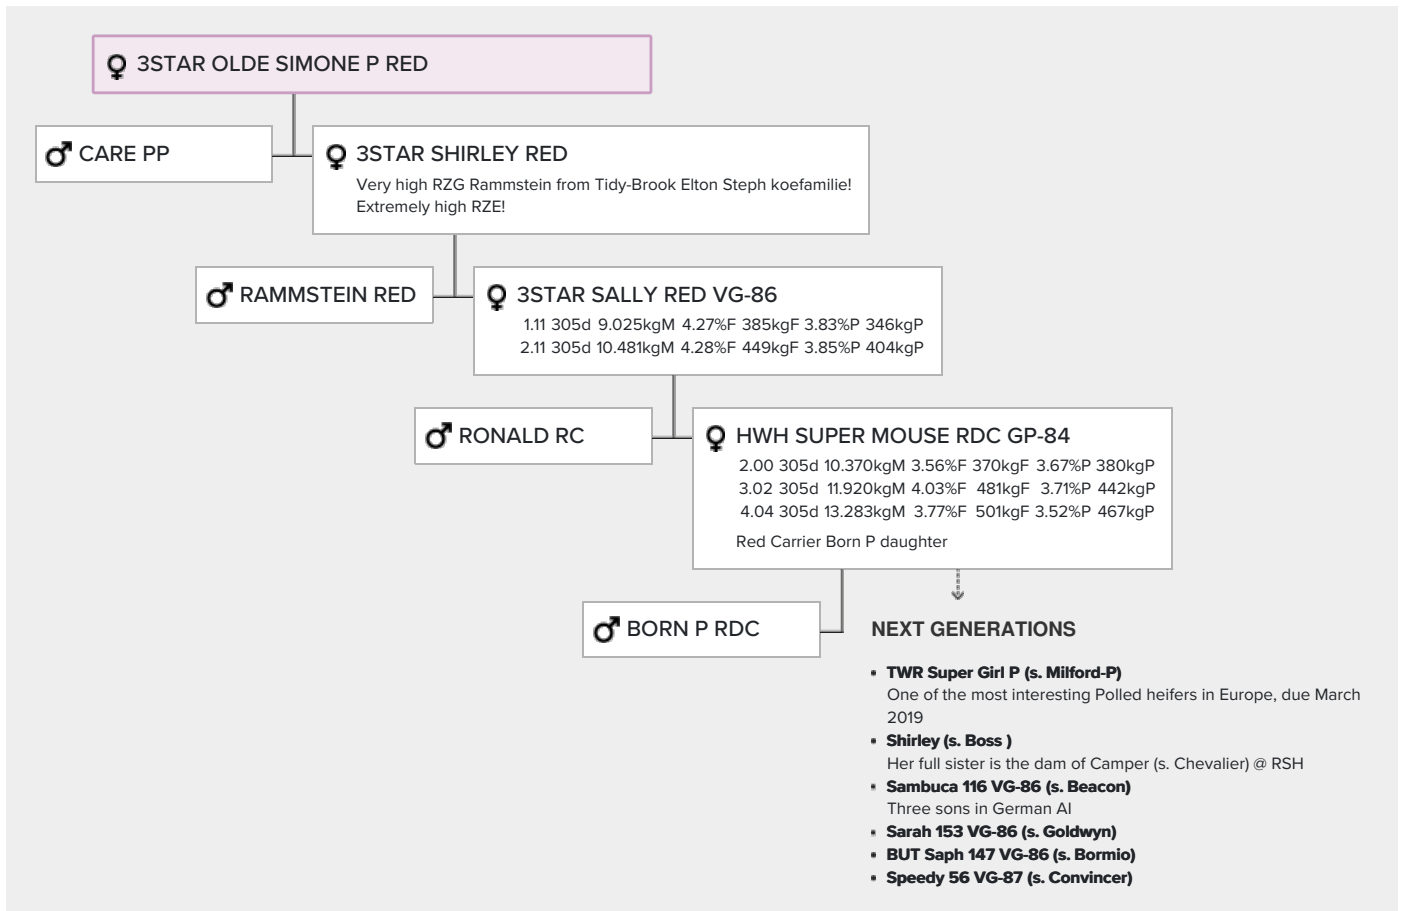 3STAR OLDE SIMONE P RED
CARE PP
3STAR SHIRLEY RED
Very high RZG Rammstein from Tidy-Brook Elton Steph koefamilie!
Extremely high RZE!
RAMMSTEIN RED
3STAR SALLY RED VG-86
1.11 305d 9.025kgM 4.27%F 385kgF 3.83%P 346kgP
2.11 305d 10.481kgM 4.28%F 449kgF 3.85%P 404kgP
RONALD RC
HWH SUPER MOUSE RDC GP-84
2.00 305d 10.370kgM 3.56%F 370kgF 3.67%P 380kgP
3.02 305d 11.920kgM 4.03%F 481kgF 3.71%P 442kgP
4.04 305d 13.283kgM 3.77%F 501kgF 3.52%P 467kgP
Red Carrier Born P daughter
BORN P RDC
NEXT GENERATIONS
• TWR Super Girl P (s. Milford-P)
One of the most interesting Polled heifers in Europe, due March
2019
• Shirley (s. Boss )
Her full sister is the dam of Camper (s. Chevalier) @ RSH
• Sambuca 116 VG-86 (s. Beacon)
Three sons in German AI
• Sarah 153 VG-86 (s. Goldwyn)
• BUT Saph 147 VG-86 (s. Bormio)
• Speedy 56 VG-87 (s. Convincer)